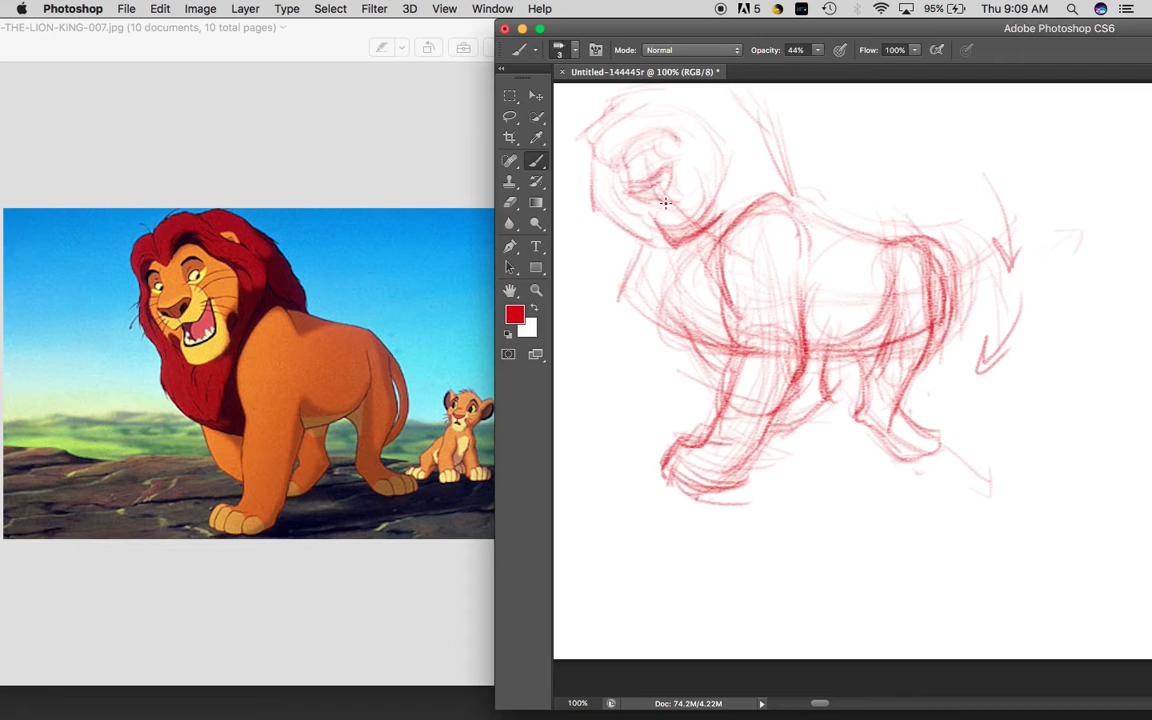 Photoshop File Edit Image Layer Type Select Filter 3D View Window Help 5 95% Thu 9:09 AM
-THE-LION-KING-007.jpg (10 documents, 10 total pages)
Adobe Photoshop CS6
3 Mode: Normal Opacity: 44% Flow: 100%
× Untitled-144445r @ 100% (RGB/8) *
T
100% Doc: 74.2M/4.22M